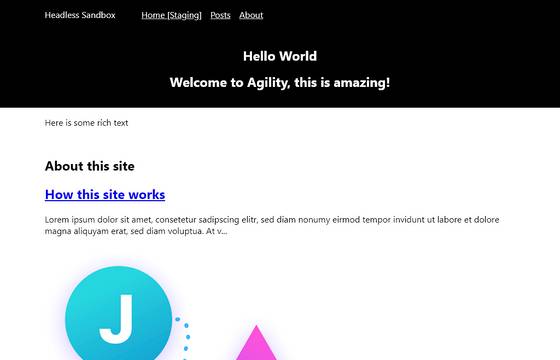 Headless Sandbox Home [Staging] Posts About
Hello World
Welcome to Agility, this is amazing!
Here is some rich text
About this site
How this site works
Lorem ipsum dolor sit amet, consetetur sadipscing elitr, sed diam nonumy eirmod tempor invidunt ut labore et dolore
magna aliquyam erat, sed diam voluptua. At v...
J